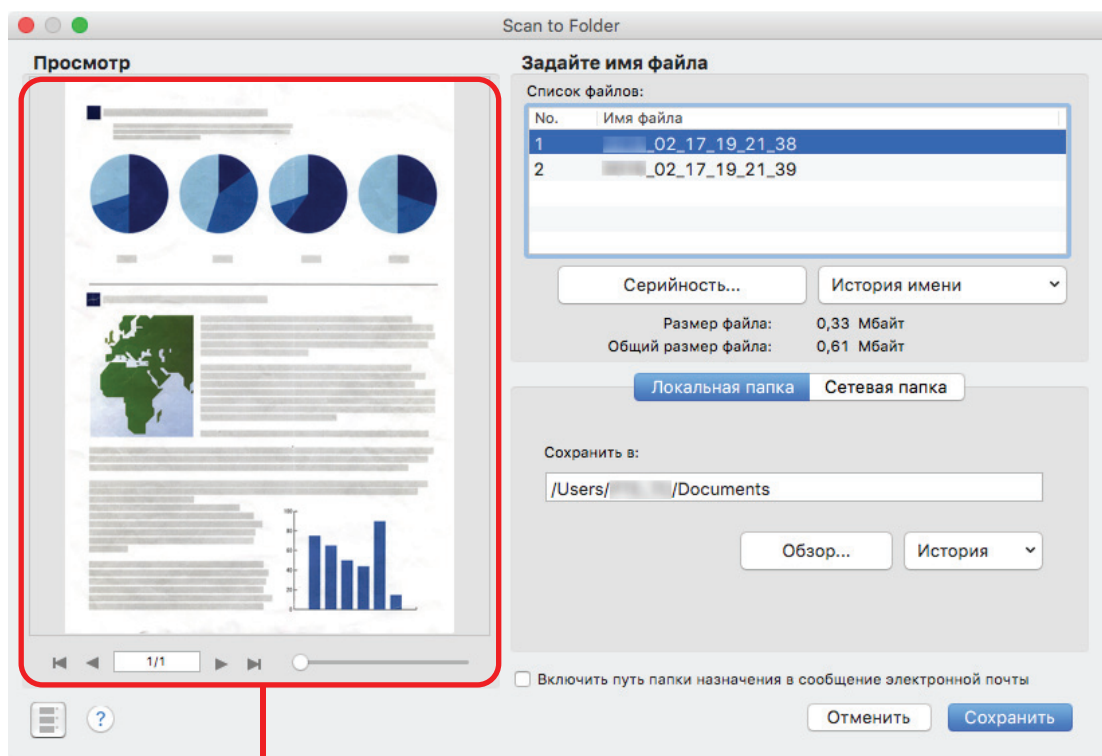 Scan to Folder
Просмотр
1/1
Задайте имя файла
Список файлов:
No. Имя файла
1 _02_17_19_21_38
2 _02_17_19_21_39
Серийность... История имени
Размер файла: 0,33 Мбайт
Общий размер файла: 0,61 Мбайт
Локальная папка Сетевая папка
Сохранить в:
/Users/ /Documents
Обзор... История
Включить путь папки назначения в сообщение электронной почты
?
Отменить Сохранить